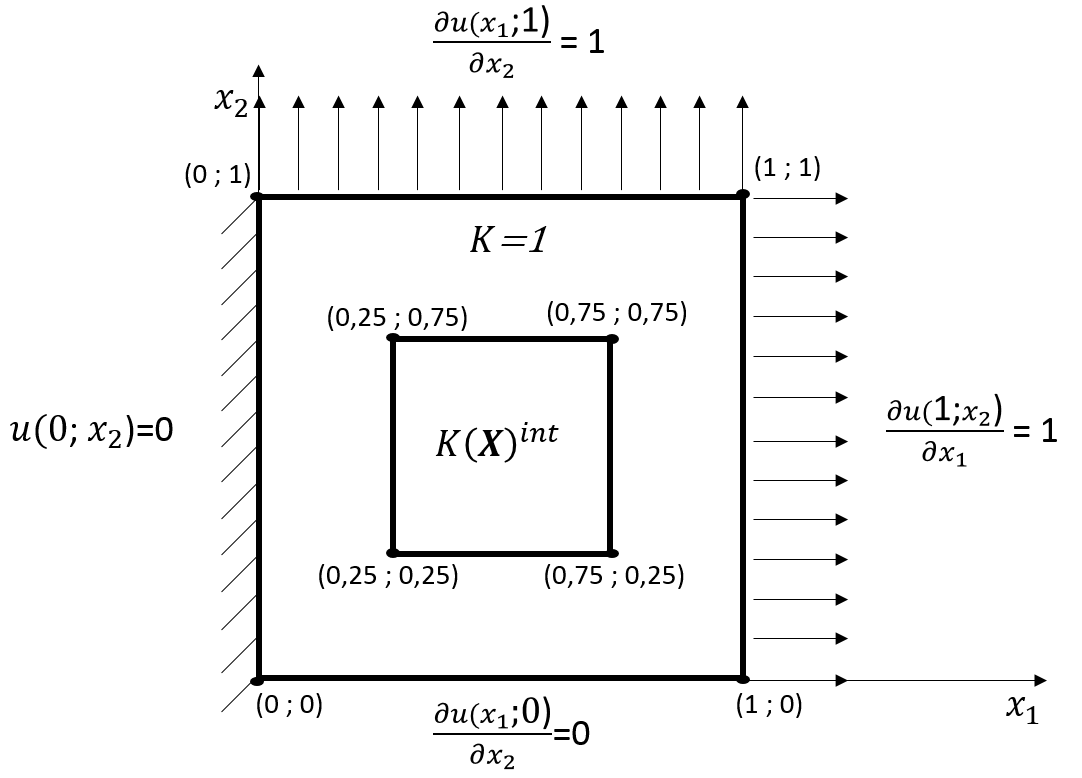 ∂u(x₁;1)/∂x₂ = 1
x₂
(0 ; 1)
(1 ; 1)
K=1
(0,25 ; 0,75)
(0,75 ; 0,75)
u(0; x₂)=0
K(X)ⁱⁿᵗ
∂u(1;x₂)/∂x₁ = 1
(0,25 ; 0,25)
(0,75 ; 0,25)
(0 ; 0)
∂u(x₁;0)/∂x₂=0
(1 ; 0)
x₁